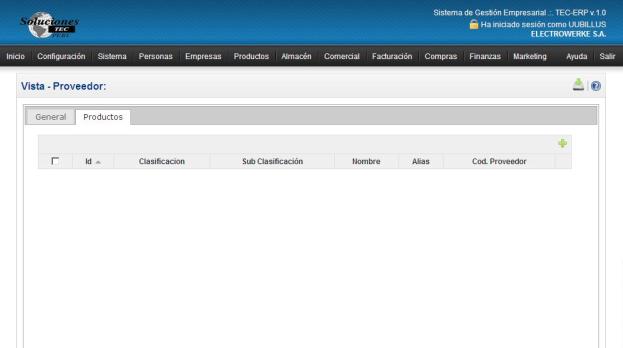 Soluciones
TEC
PERU
Sistema de Gestión Empresarial .:. TEC-ERP v.1.0
Ha iniciado sesión como UUBILLUS
ELECTROWERKE S.A.
Inicio Configuración Sistema Personas Empresas Productos Almacén Comercial Facturación Compras Finanzas Marketing Ayuda Salir
Vista - Proveedor:
General Productos
Id Clasificacion Sub Clasificación Nombre Alias Cod. Proveedor